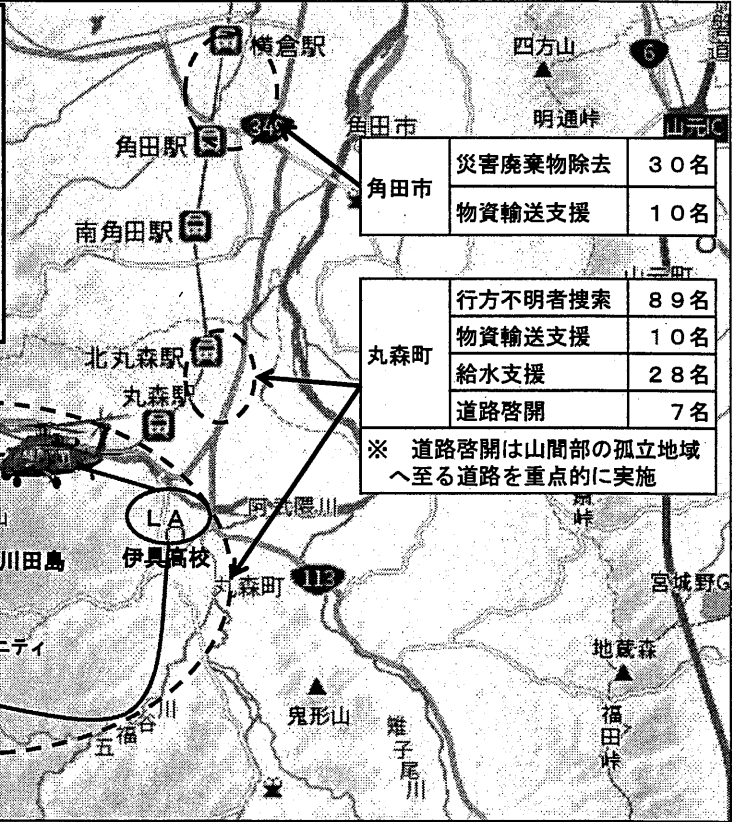 横倉駅
四方山
6
明通峠
山元IC
349
角田市
角田駅
角田市
災害廃棄物除去 30名
物資輸送支援 10名
南角田駅
山元町
丸森町
行方不明者捜索 89名
物資輸送支援 10名
給水支援 28名
道路啓開 7名
※ 道路啓開は山間部の孤立地域
へ至る道路を重点的に実施
北丸森駅
丸森駅
LA
阿武隈川
伊具高校
川田島
丸森町
113
宮城野G
ニティ
地蔵森
鬼形山
福田峠
五福谷川
雉子尾川